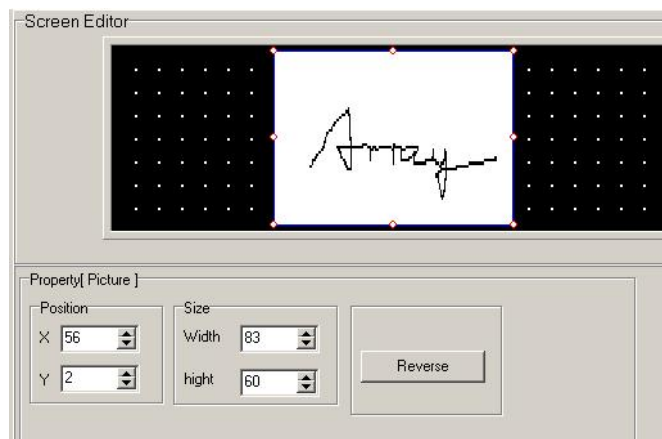 Screen Editor
Property[ Picture ]
Position
Size
X 56
Width 83
Reverse
Y 2
hight 60